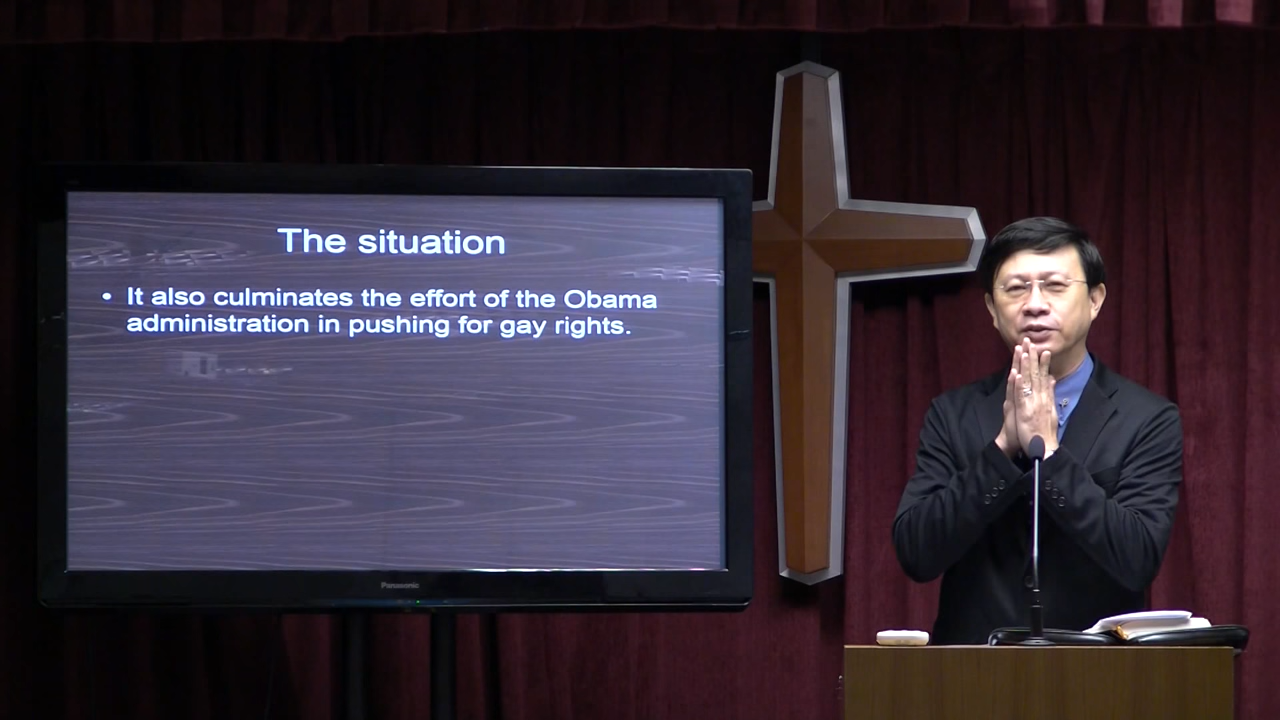 The situation
• It also culminates the effort of the Obama
administration in pushing for gay rights.
Panasonic